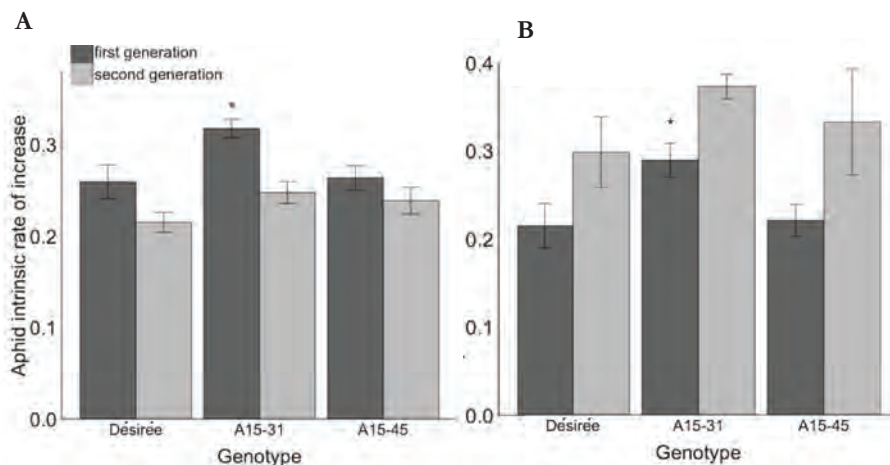 A
first generation
second generation
Aphid intrinsic rate of increase
0.3
0.2
0.1
0.0
*
Désirée
A15-31
A15-45
Genotype
B
0.4
0.3
0.2
0.1
0.0
*
Désirée
A15-31
A15-45
Genotype